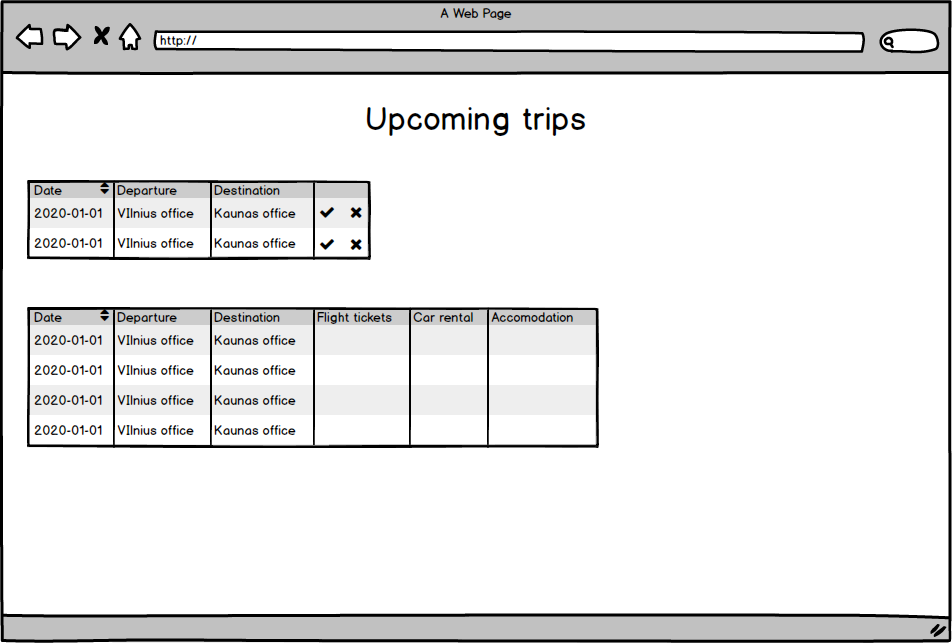 A Web Page
http://
Upcoming trips
Date Departure Destination
2020-01-01 VIlnius office Kaunas office
2020-01-01 VIlnius office Kaunas office
Date Departure Destination Flight tickets Car rental Accomodation
2020-01-01 VIlnius office Kaunas office
2020-01-01 VIlnius office Kaunas office
2020-01-01 VIlnius office Kaunas office
2020-01-01 VIlnius office Kaunas office